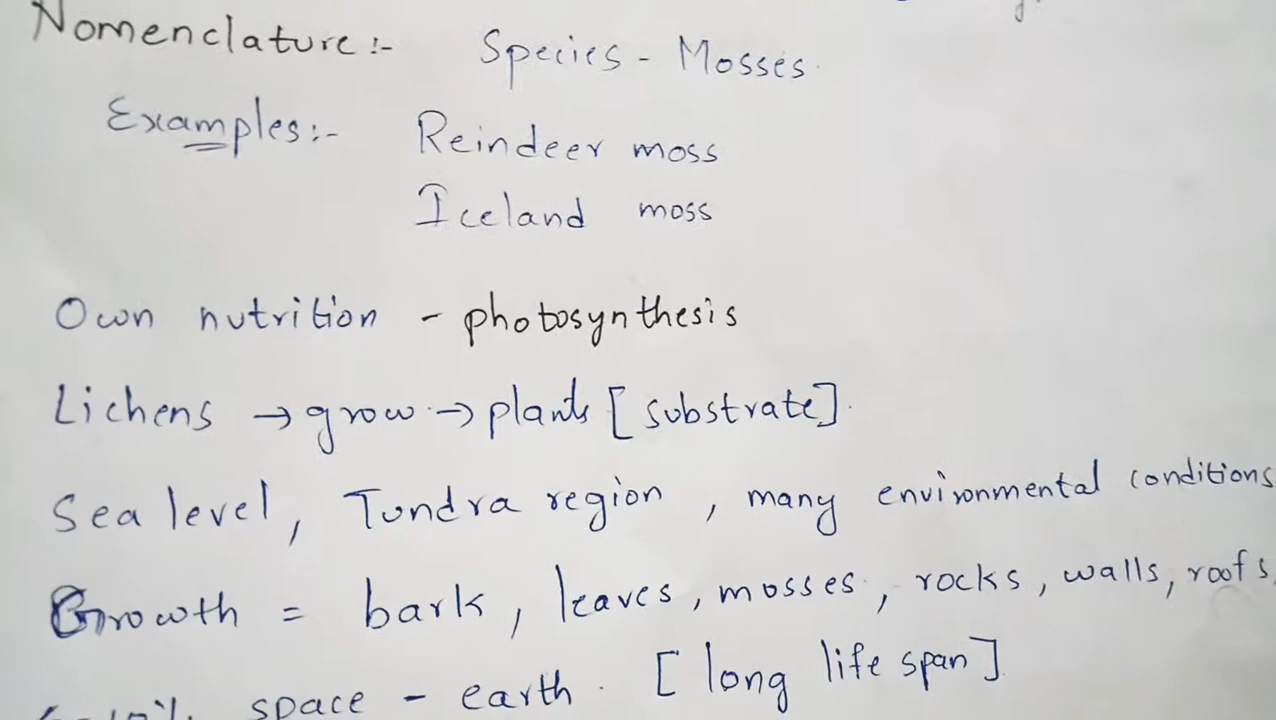 Nomenclature :- Species - Mosses.
Examples :- Reindeer moss
Iceland moss
Own nutrition - photosynthesis
Lichens → grow → plants [substrate].
Sea level, Tundra region, many environmental conditions
Growth = bark, leaves, mosses, rocks, walls, roofs,
space - earth. [long life span].